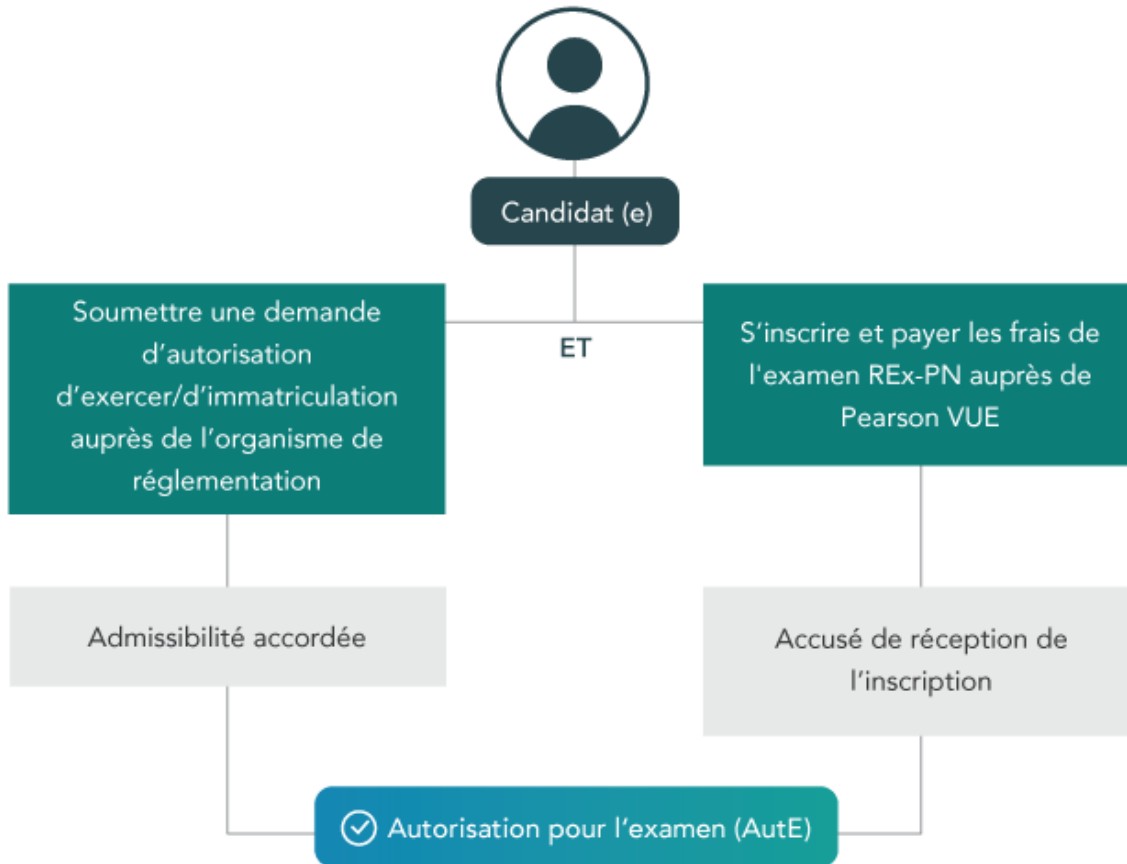 Candidat (e)
Soumettre une demande
d’autorisation
d’exercer/d’immatriculation
auprès de l’organisme de
réglementation
ET
S’inscrire et payer les frais de
l'examen REx-PN auprès de
Pearson VUE
Admissibilité accordée
Accusé de réception de
l’inscription
Autorisation pour l’examen (AutE)